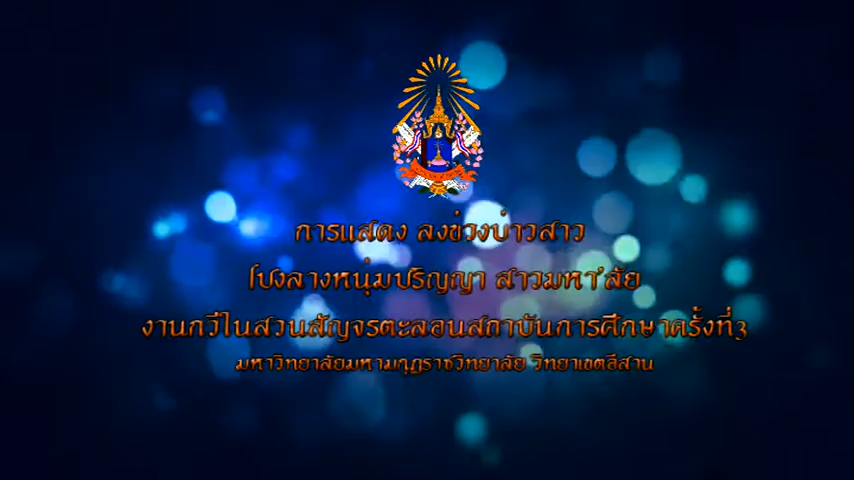 การแสดง ลงข่วงบ่าวสาว
โปงลางหนุ่มปริญญา สาวมหา'ลัย
งานกวีในสวนสัญจรตะลอนสถาบันการศึกษาครั้งที่3
มหาวิทยาลัยมหามกุฏราชวิทยาลัย วิทยาเขตอีสาน